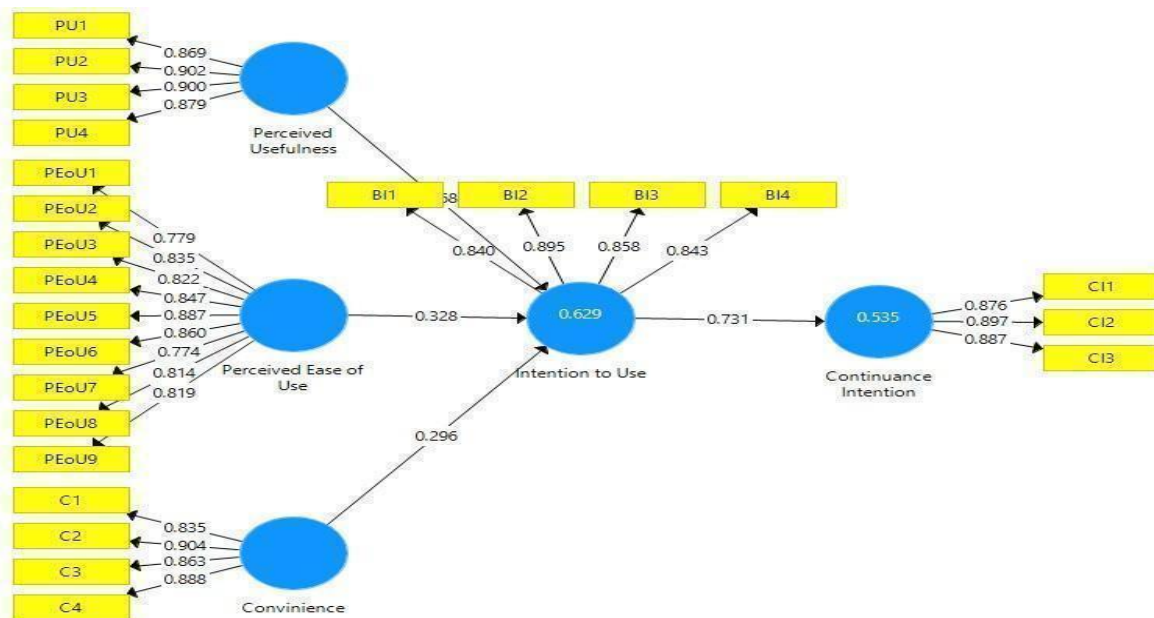 PU1
PU2
PU3
PU4
0.869
0.902
0.900
0.879
Perceived
Usefulness
PEoU1
PEoU2
PEoU3
PEoU4
PEoU5
PEoU6
PEoU7
PEoU8
PEoU9
0.779
0.835
0.822
0.847
0.887
0.860
0.774
0.814
0.819
Perceived Ease of
Use
C1
C2
C3
C4
0.835
0.904
0.863
0.888
Convinience
0.328
0.296
BI1
BI2
BI3
BI4
0.840
0.895
0.858
0.843
0.629
Intention to Use
0.731
0.535
Continuance
Intention
0.876
0.897
0.887
CI1
CI2
CI3